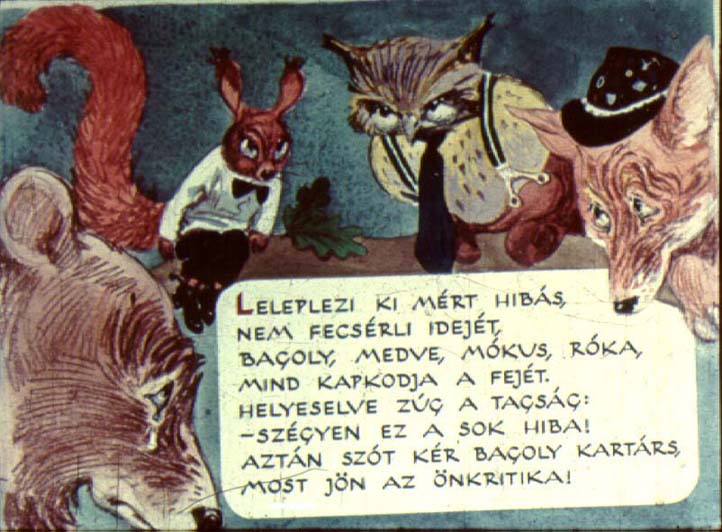 LELEPLEZI KI MÉRT HIBÁS,
NEM FECSÉRLI IDEJÉT,
BAGOLY, MEDVE, MÓKUS, RÓKA,
MIND KAPKODJA A FEJÉT.
HELYESELVE ZÚG A TAGSÁG:
–SZÉGYEN EZ A SOK HIBA!
AZTÁN SZÓT KÉR BAGOLY KARTÁRS,
MOST JÖN AZ ÖNKRITIKA!